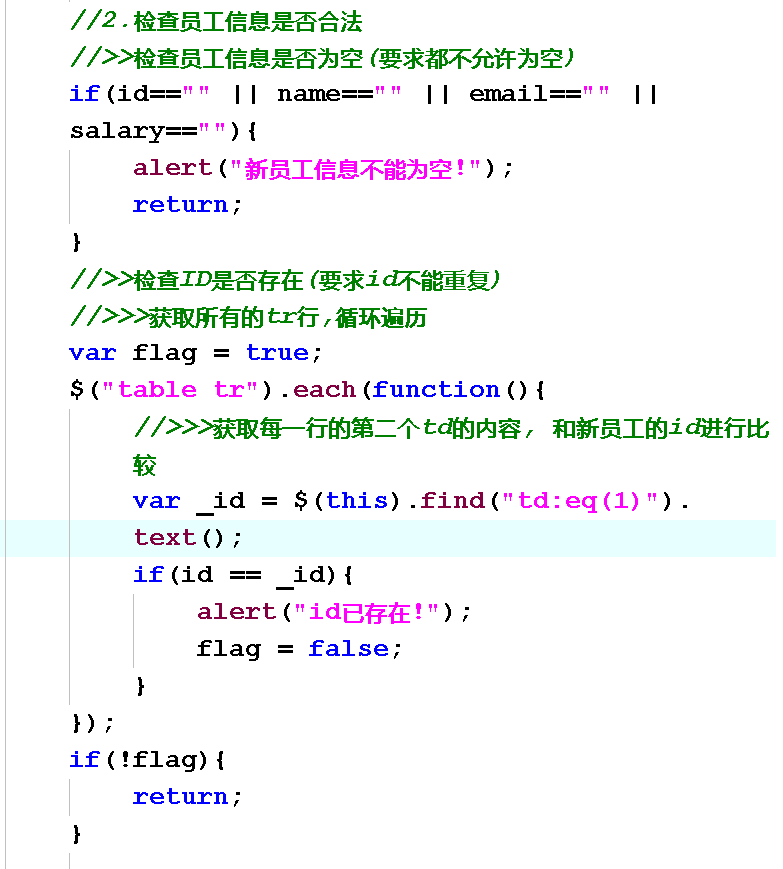 //2.检查员工信息是否合法
//>>检查员工信息是否为空(要求都不允许为空)
if(id=="" || name=="" || email=="" ||
salary==""){
alert("新员工信息不能为空!");
return;
}
//>>检查ID是否存在(要求id不能重复)
//>>>获取所有的tr行,循环遍历
var flag = true;
$("table tr").each(function(){
//>>>获取每一行的第二个td的内容, 和新员工的id进行比
较
var _id = $(this).find("td:eq(1)").
text();
if(id == _id){
alert("id已存在!");
flag = false;
}
});
if(!flag){
return;
}